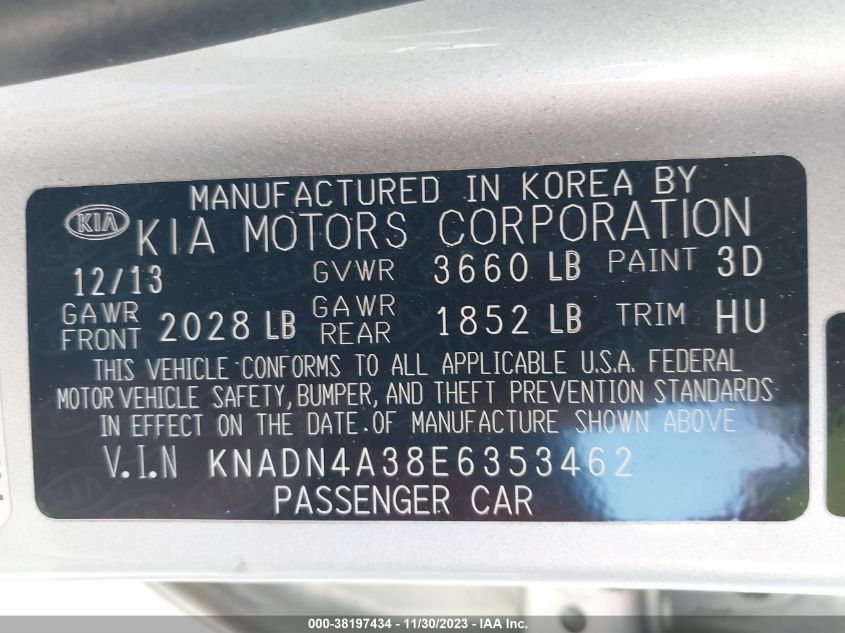 MANUFACTURED IN KOREA BY
KIA KIA MOTORS CORPORATION
12/13 GVWR 3660 LB PAINT 3D
GAWR FRONT 2028 LB GAWR REAR 1852 LB TRIM HU
THIS VEHICLE CONFORMS TO ALL APPLICABLE U.S.A. FEDERAL
MOTOR VEHICLE SAFETY, BUMPER, AND THEFT PREVENTION STANDARDS
IN EFFECT ON THE DATE OF MANUFACTURE SHOWN ABOVE
V.I.N KNADN4A38E6353462
PASSENGER CAR
000-38197434 - 11/30/2023 - IAAI.COM